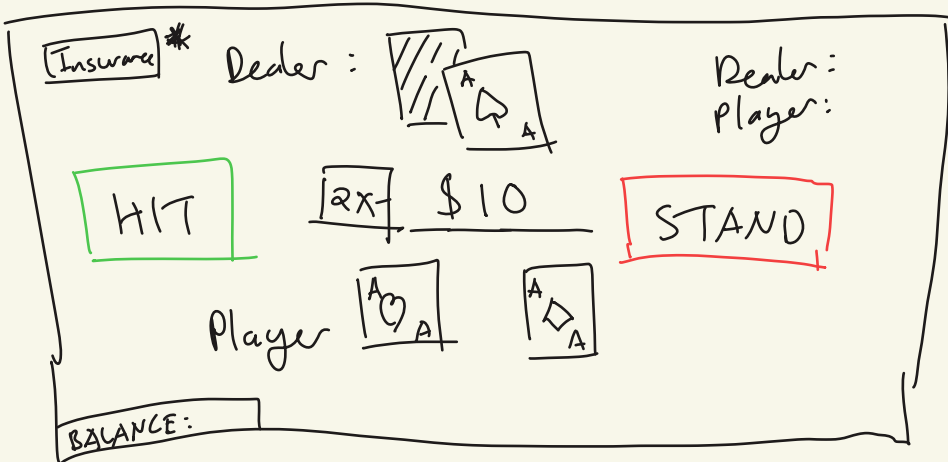 Insurance *
Dealer :
A
A
Dealer:
Player:
HIT
2x
$10
STAND
Player
A
A
A
A
BALANCE: